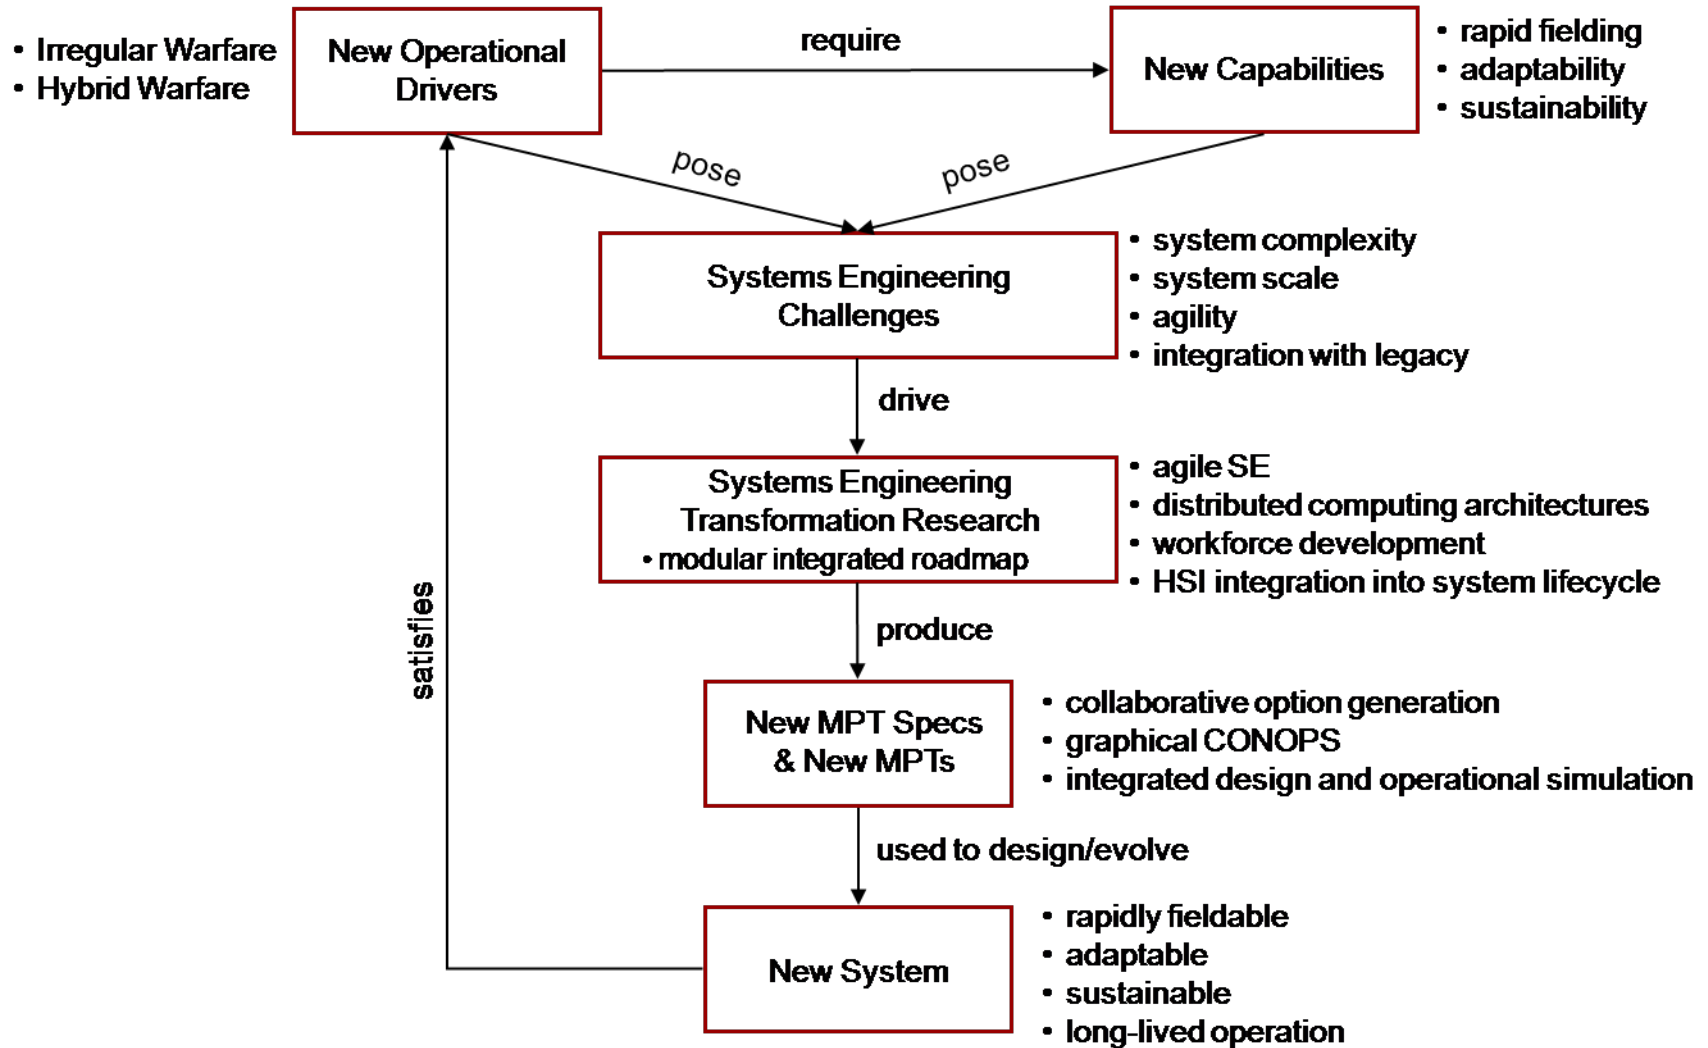 • Irregular Warfare
• Hybrid Warfare
New Operational
Drivers
require
New Capabilities
• rapid fielding
• adaptability
• sustainability
pose
pose
Systems Engineering
Challenges
• system complexity
• system scale
• agility
• integration with legacy
drive
Systems Engineering
Transformation Research
• modular integrated roadmap
• agile SE
• distributed computing architectures
• workforce development
• HSI integration into system lifecycle
produce
satisfies
New MPT Specs
& New MPTs
• collaborative option generation
• graphical CONOPS
• integrated design and operational simulation
used to design/evolve
New System
• rapidly fieldable
• adaptable
• sustainable
• long-lived operation